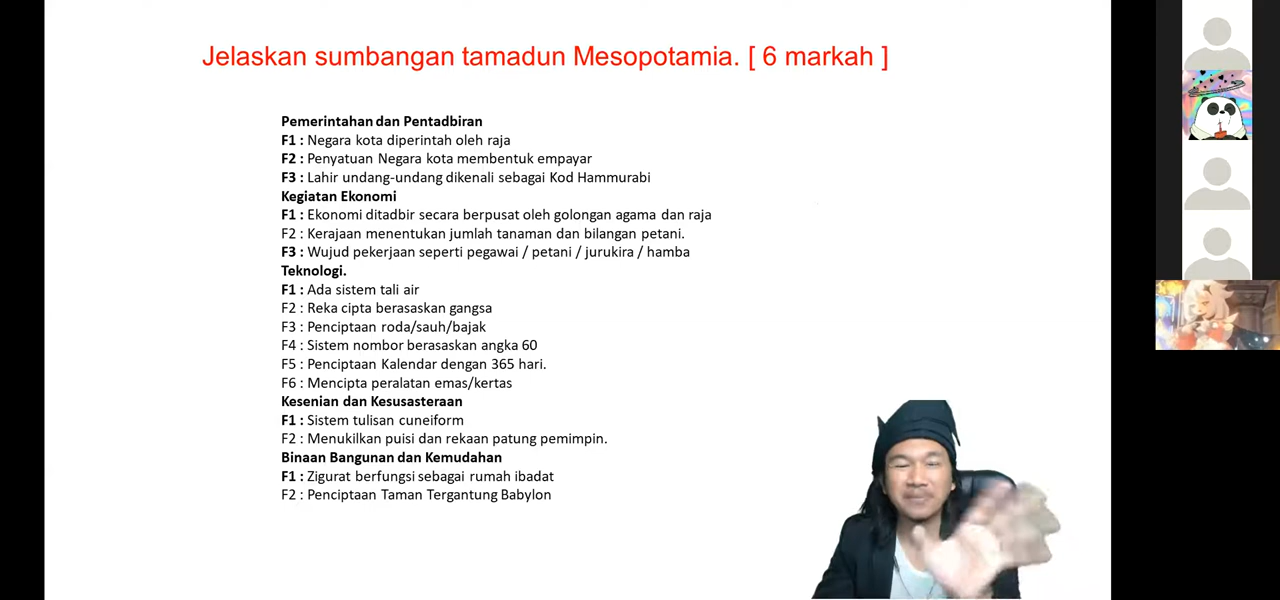 Jelaskan sumbangan tamadun Mesopotamia. [ 6 markah ]
Pemerintahan dan Pentadbiran
F1 : Negara kota diperintah oleh raja
F2 : Penyatuan Negara kota membentuk empayar
F3 : Lahir undang-undang dikenali sebagai Kod Hammurabi
Kegiatan Ekonomi
F1 : Ekonomi ditadbir secara berpusat oleh golongan agama dan raja
F2 : Kerajaan menentukan jumlah tanaman dan bilangan petani.
F3 : Wujud pekerjaan seperti pegawai / petani / jurukira / hamba
Teknologi.
F1 : Ada sistem tali air
F2 : Reka cipta berasaskan gangsa
F3 : Penciptaan roda/sauh/bajak
F4 : Sistem nombor berasaskan angka 60
F5 : Penciptaan Kalendar dengan 365 hari.
F6 : Mencipta peralatan emas/kertas
Kesenian dan Kesusasteraan
F1 : Sistem tulisan cuneiform
F2 : Menukilkan puisi dan rekaan patung pemimpin.
Binaan Bangunan dan Kemudahan
F1 : Zigurat berfungsi sebagai rumah ibadat
F2 : Penciptaan Taman Tergantung Babylon